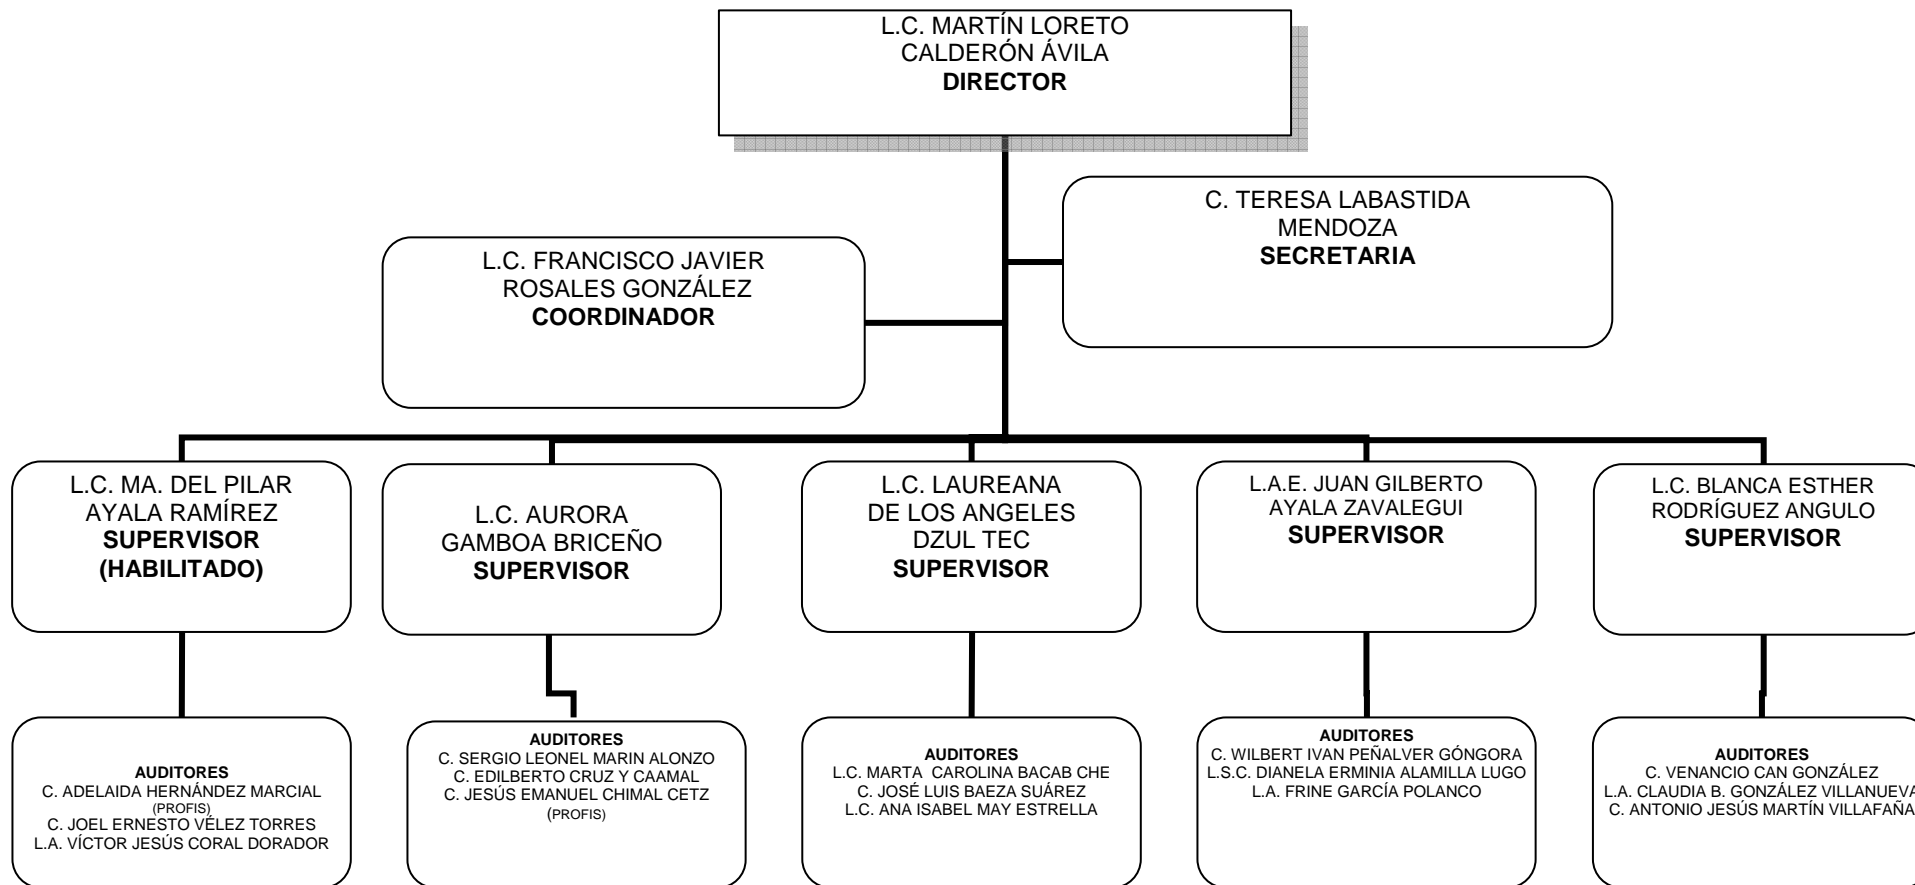 L.C. MARTÍN LORETO
CALDERÓN ÁVILA
DIRECTOR
C. TERESA LABASTIDA
MENDOZA
SECRETARIA
L.C. FRANCISCO JAVIER
ROSALES GONZÁLEZ
COORDINADOR
L.C. MA. DEL PILAR
AYALA RAMÍREZ
SUPERVISOR
(HABILITADO)
L.C. AURORA
GAMBOA BRICEÑO
SUPERVISOR
L.C. LAUREANA
DE LOS ANGELES
DZUL TEC
SUPERVISOR
L.A.E. JUAN GILBERTO
AYALA ZAVALEGUI
SUPERVISOR
L.C. BLANCA ESTHER
RODRÍGUEZ ANGULO
SUPERVISOR
AUDITORES
C. ADELAIDA HERNÁNDEZ MARCIAL
(PROFIS)
C. JOEL ERNESTO VÉLEZ TORRES
L.A. VÍCTOR JESÚS CORAL DORADOR
AUDITORES
C. SERGIO LEONEL MARIN ALONZO
C. EDILBERTO CRUZ Y CAAMAL
C. JESÚS EMANUEL CHIMAL CETZ
(PROFIS)
AUDITORES
L.C. MARTA CAROLINA BACAB CHE
C. JOSÉ LUIS BAEZA SUÁREZ
L.C. ANA ISABEL MAY ESTRELLA
AUDITORES
C. WILBERT IVAN PEÑALVER GÓNGORA
L.S.C. DIANELA ERMINIA ALAMILLA LUGO
L.A. FRINE GARCÍA POLANCO
AUDITORES
C. VENANCIO CAN GONZÁLEZ
L.A. CLAUDIA B. GONZÁLEZ VILLANUEVA
C. ANTONIO JESÚS MARTÍN VILLAFAÑA